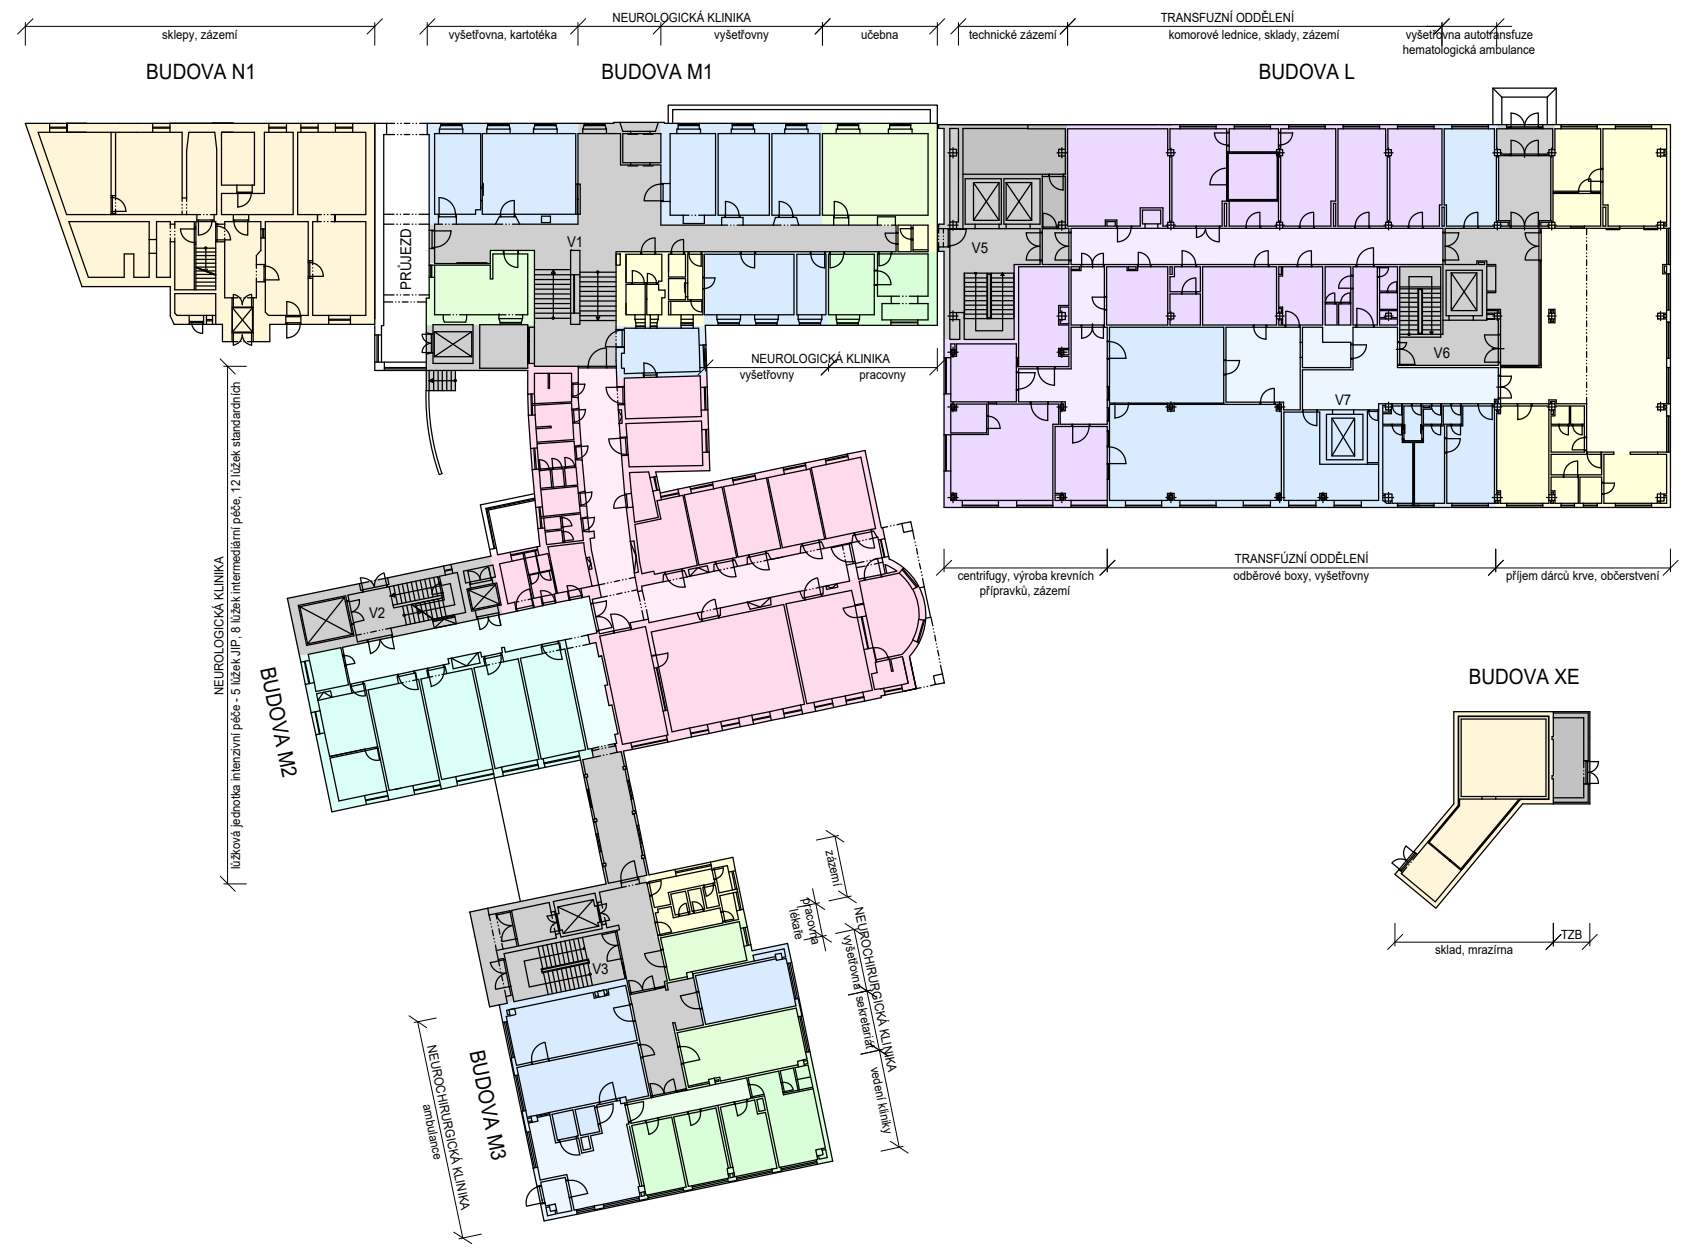 NEUROLOGICKÁ KLINIKA
TRANSFUZNÍ ODDĚLENÍ
sklepy, zázemí
vyšetřovna, kartotéka
vyšetřovny
učebna
technické zázemí
komorové lednice, sklady, zázemí
vyšetřovna autotransfuze
hematologická ambulance
BUDOVA N1
BUDOVA M1
BUDOVA L
PRŮJEZD
V1
V5
V6
V7
NEUROLOGICKÁ KLINIKA
vyšetřovny
pracovny
NEUROLOGICKÁ KLINIKA
lůžková jednotka intenzivní péče - 5 lůžek JIP, 8 lůžek intermediární péče, 12 lůžek standardních
TRANSFÚZNÍ ODDĚLENÍ
centrifugy, výroba krevních
přípravků, zázemí
odběrové boxy, vyšetřovny
příjem dárců krve, občerstvení
V2
BUDOVA M2
BUDOVA XE
sklad, mrazírna
TZB
zázemí
pracovna
lékaře
NEUROCHIRURGICKÁ KLINIKA
vyšetřovna
sekretariát
vedení kliniky
V3
BUDOVA M3
NEUROCHIRURGICKÁ KLINIKA
ambulance